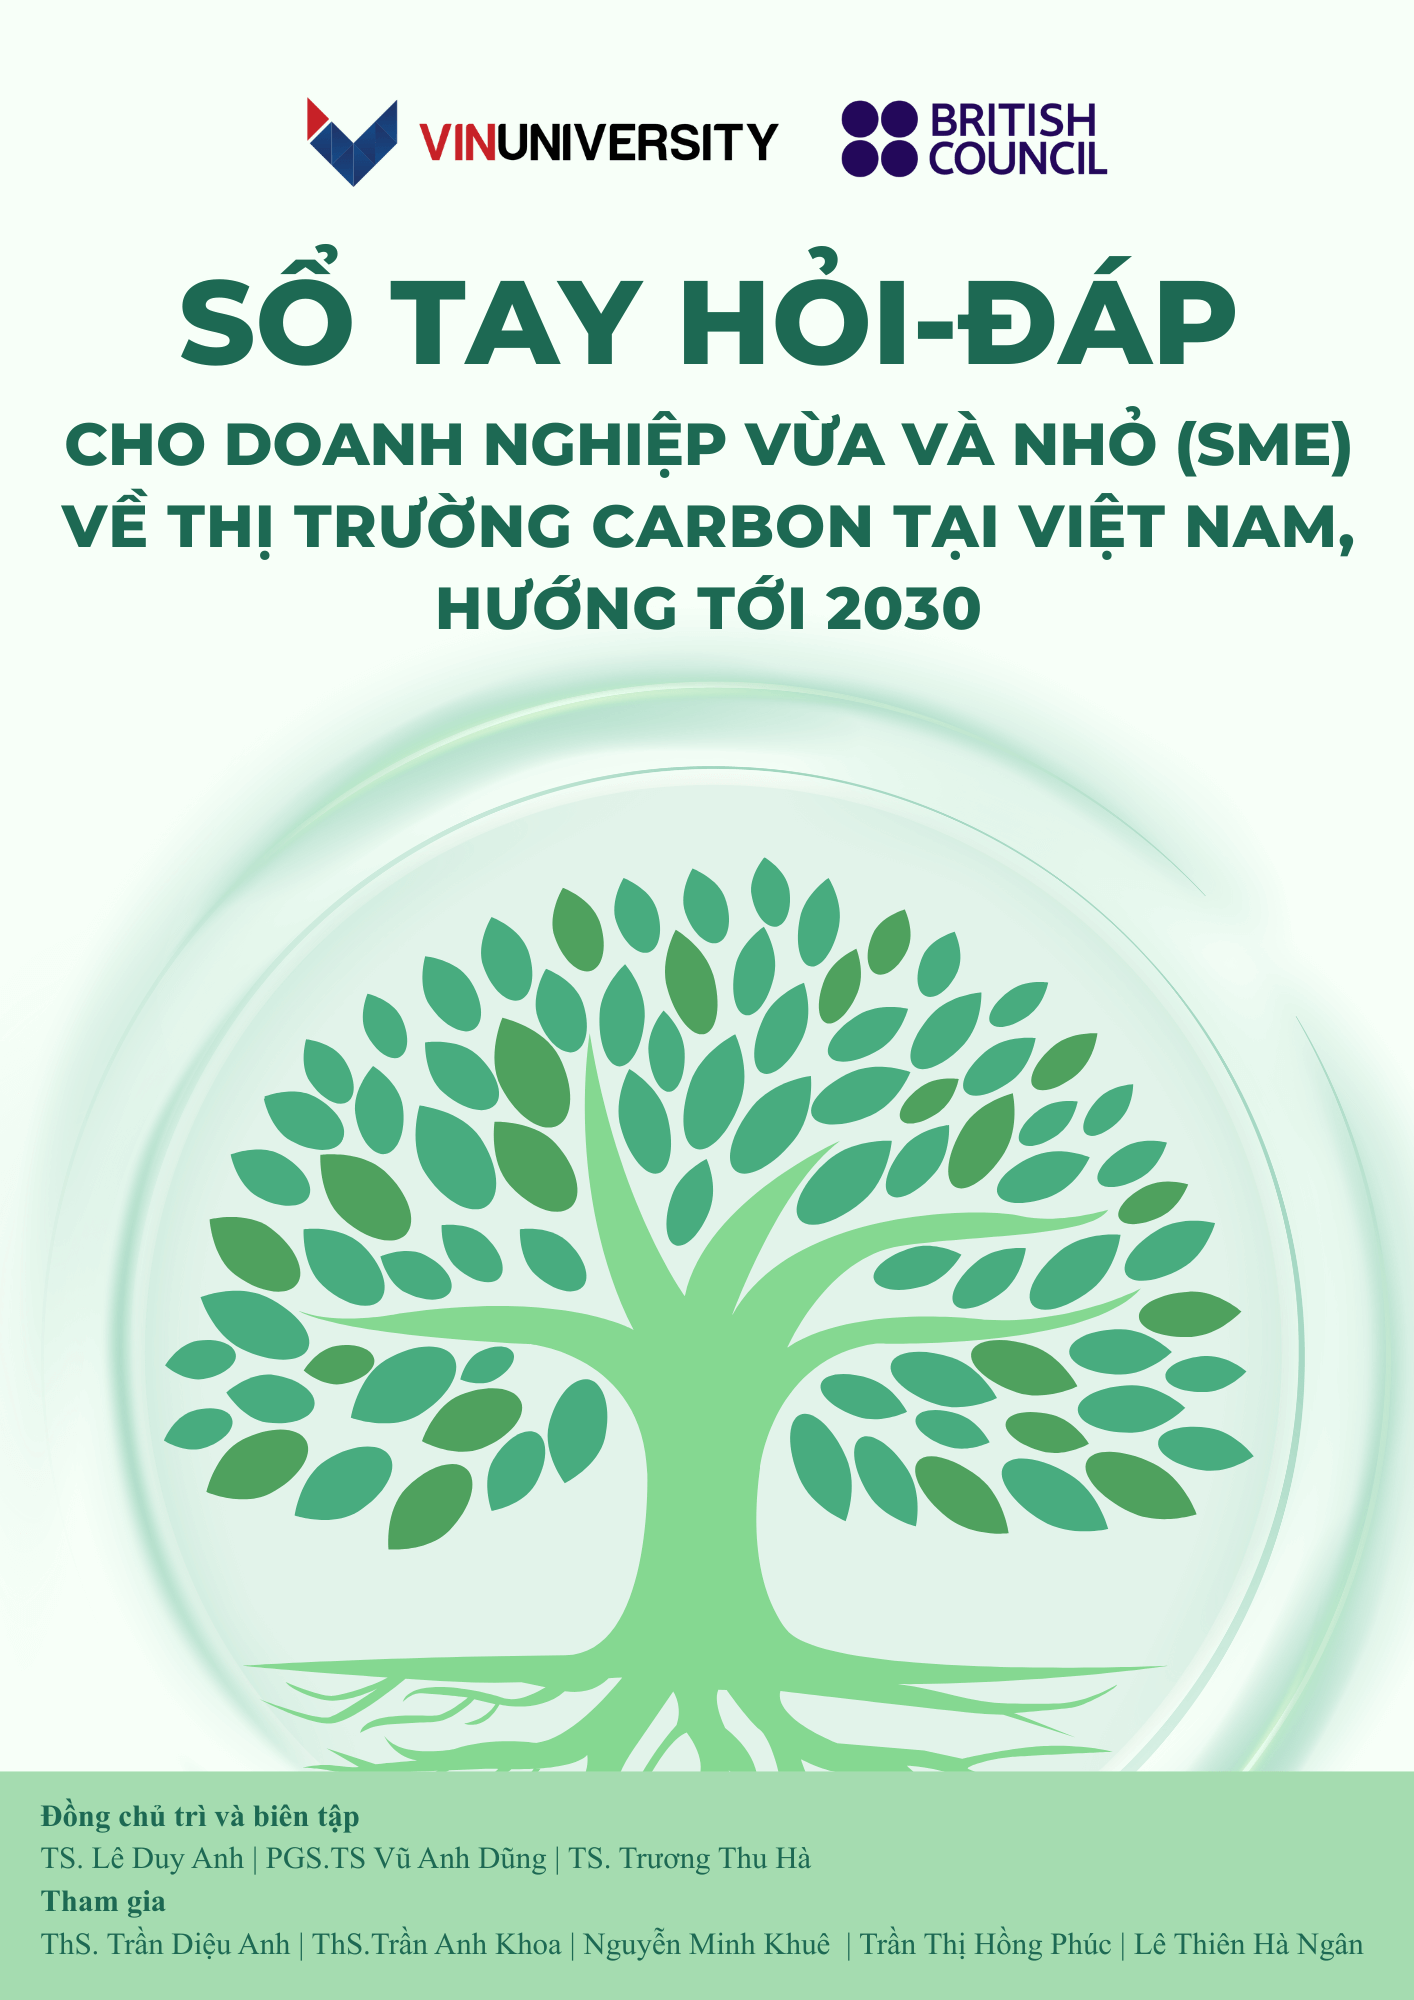 VINUNIVERSITY
BRITISH
COUNCIL
SỔ TAY HỎI-ĐÁP
CHO DOANH NGHIỆP VỪA VÀ NHỎ (SME)
VỀ THỊ TRƯỜNG CARBON TẠI VIỆT NAM,
HƯỚNG TỚI 2030
Đồng chủ trì và biên tập
TS. Lê Duy Anh | PGS.TS Vũ Anh Dũng | TS. Trương Thu Hà
Tham gia
ThS. Trần Diệu Anh | ThS.Trần Anh Khoa | Nguyễn Minh Khuê | Trần Thị Hồng Phúc | Lê Thiên Hà Ngân